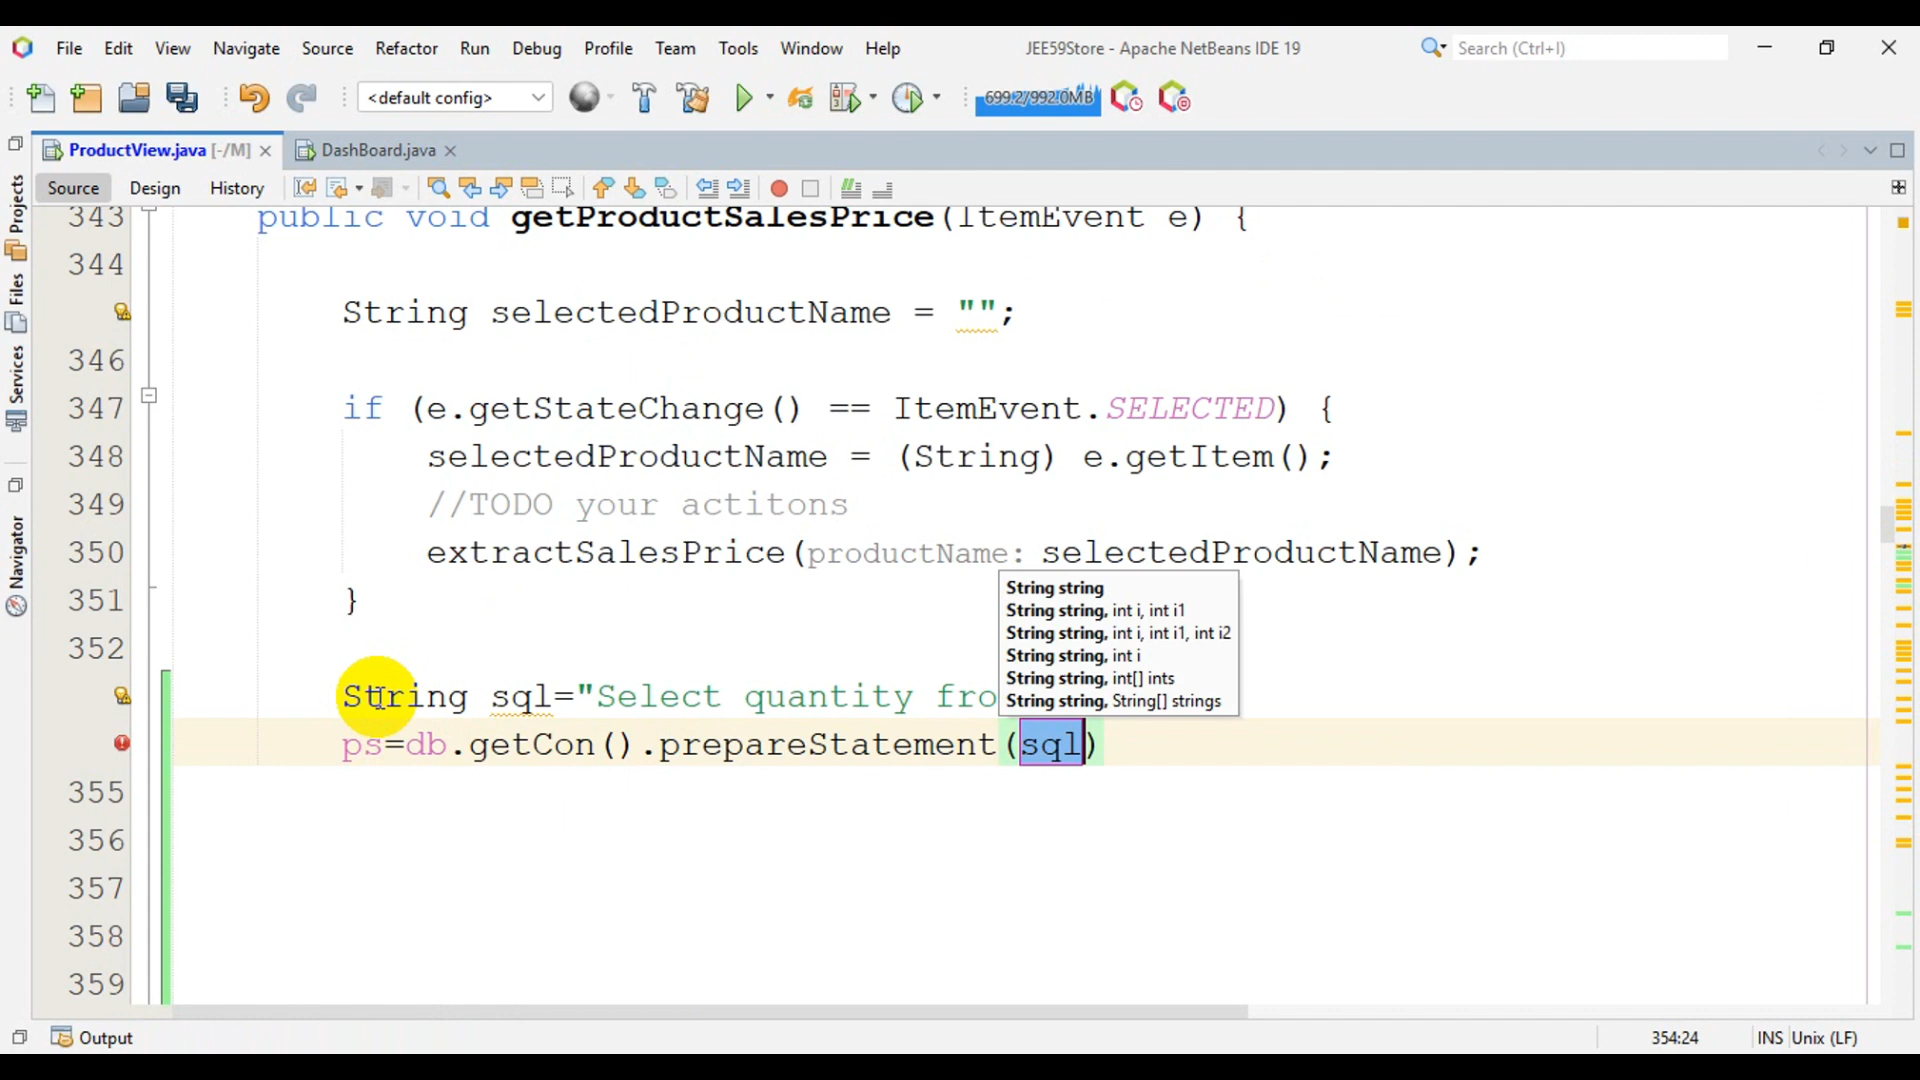 File Edit View Navigate Source Refactor Run Debug Profile Team Tools Window Help JEE59Store - Apache NetBeans IDE 19 Search (Ctrl+I)
<default config> 699.2/992.0MB
ProductView.java [-/M] DashBoard.java
Source Design History
Projects
Files
Services
Navigator
343 public void getProductSalesPrice(ItemEvent e) {
344
String selectedProductName = "";
346
347 if (e.getStateChange() == ItemEvent.SELECTED) {
348 selectedProductName = (String) e.getItem();
349 //TODO your actitons
350 extractSalesPrice(productName: selectedProductName);
351 }
352
String string
String string, int i, int i1
String string, int i, int i1, int i2
String string, int i
String string, int[] ints
String string, String[] strings
String sql="Select quantity fro
ps=db.getCon().prepareStatement(sql)
355
356
357
358
359
Output 354:24 INS Unix (LF)